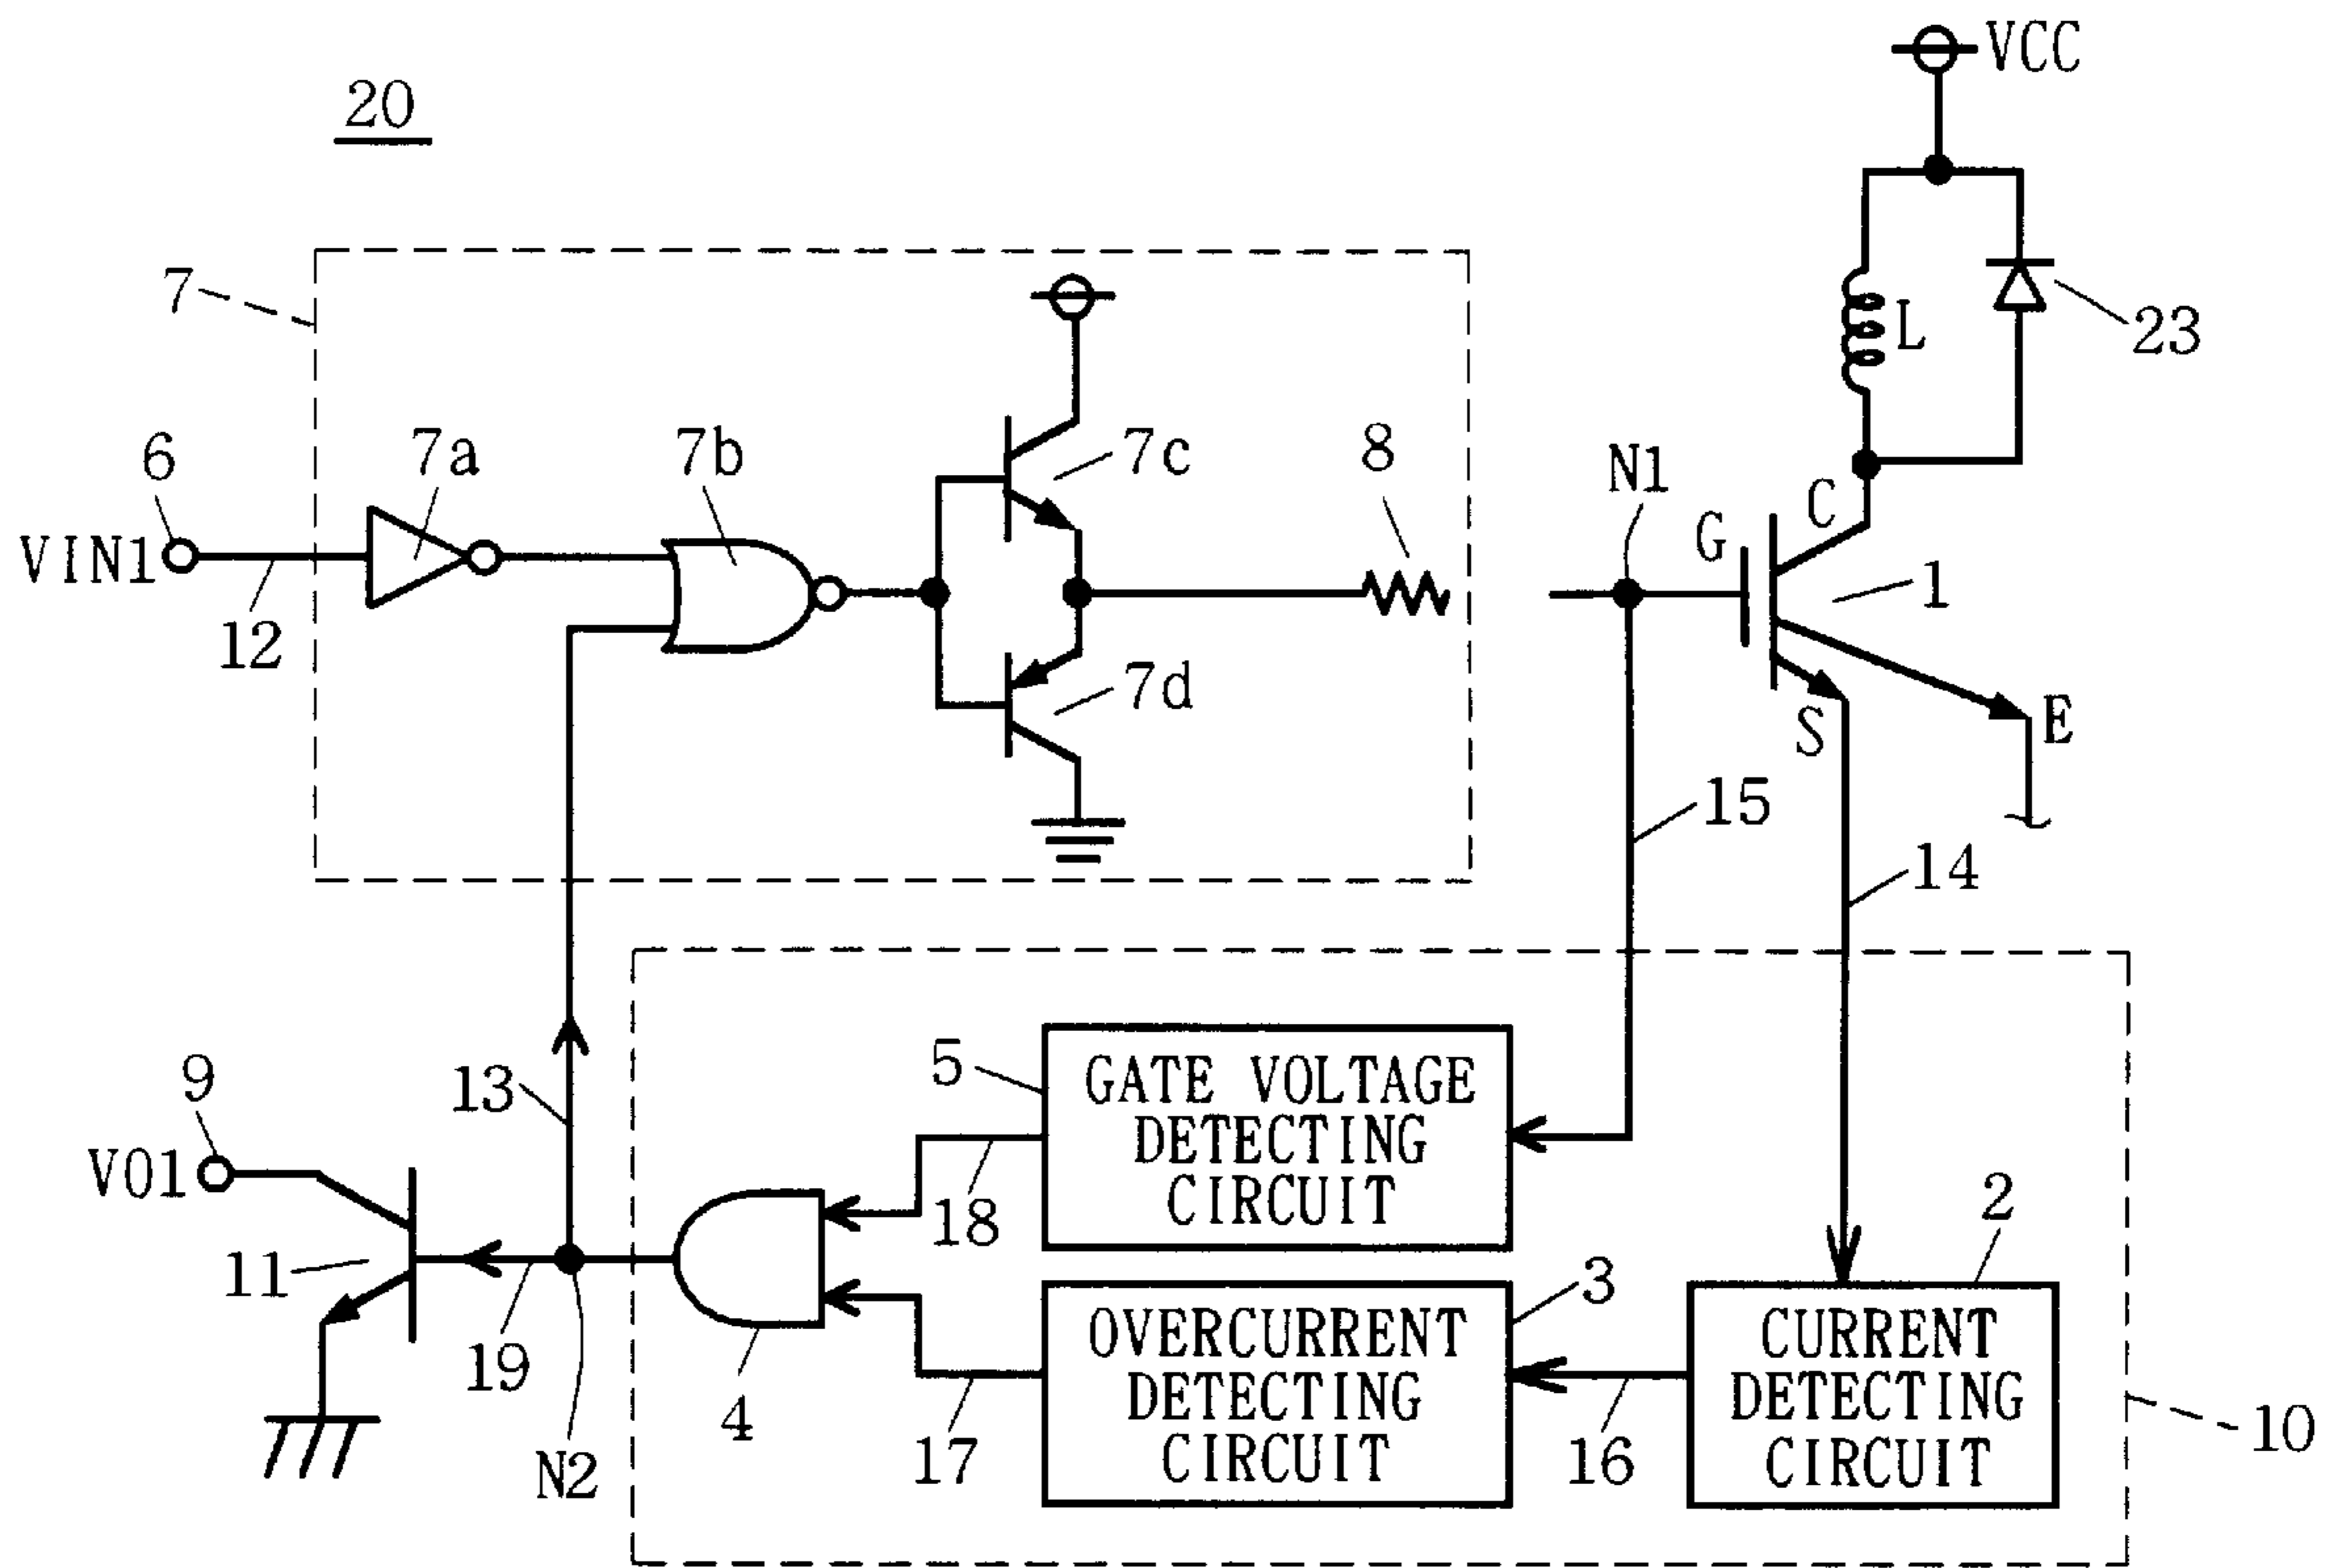 VCC
20
7
L
23
6
7a
7b
7c
8
N1
C
G
VIN1
1
12
7d
S
E
15
14
5
GATE VOLTAGE
DETECTING
CIRCUIT
9
13
VO1
18
2
11
3
OVERCURRENT
DETECTING
CIRCUIT
CURRENT
DETECTING
CIRCUIT
19
4
17
16
10
N2